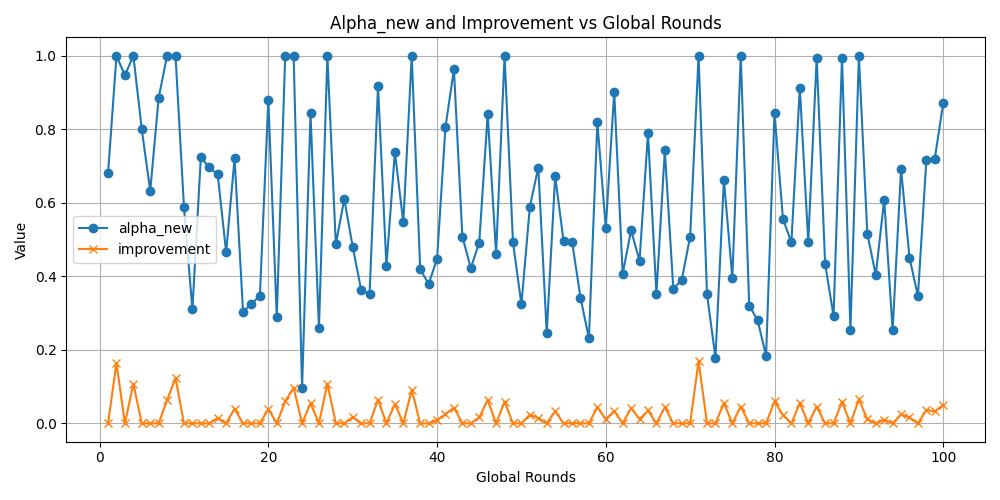 Alpha_new and Improvement vs Global Rounds
1.0
0.8
0.6
0.4
0.2
0.0
Value
alpha_new
improvement
0 20 40 60 80 100
Global Rounds